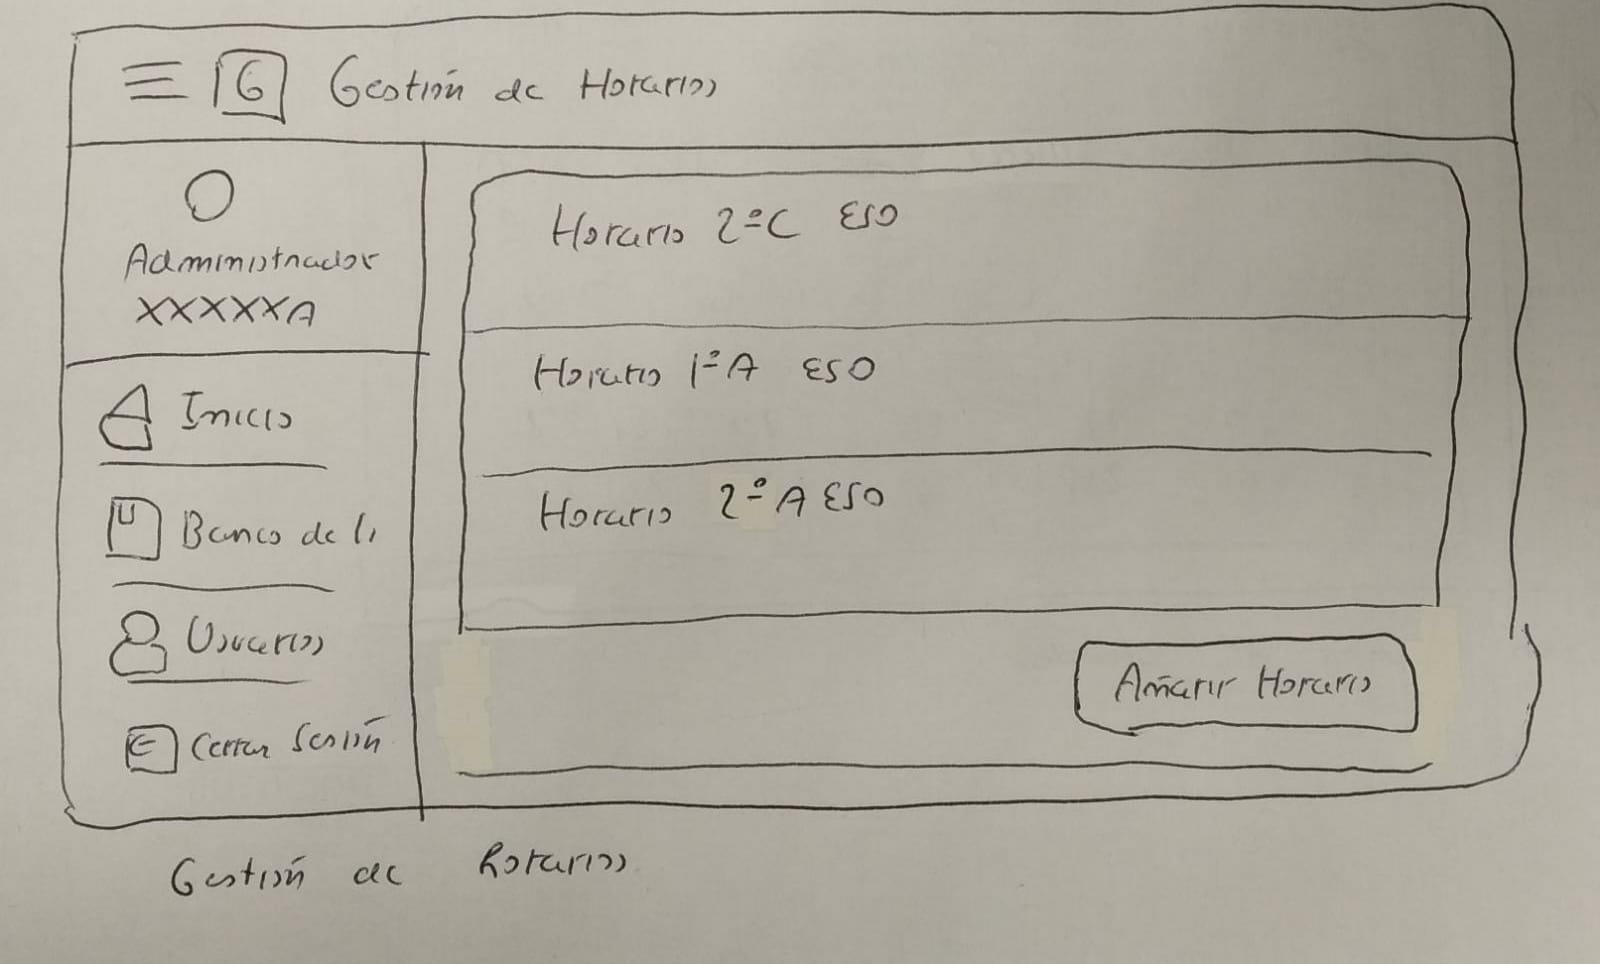 G Gestión de Horarios
Administrador
XXXXXA
Inicio
Banco de li
Usuarios
Cerrar Sesión
Horario 2ºC ESO
Horario 1ºA ESO
Horario 2ºA ESO
Añarir Horario
Gestión de horarios